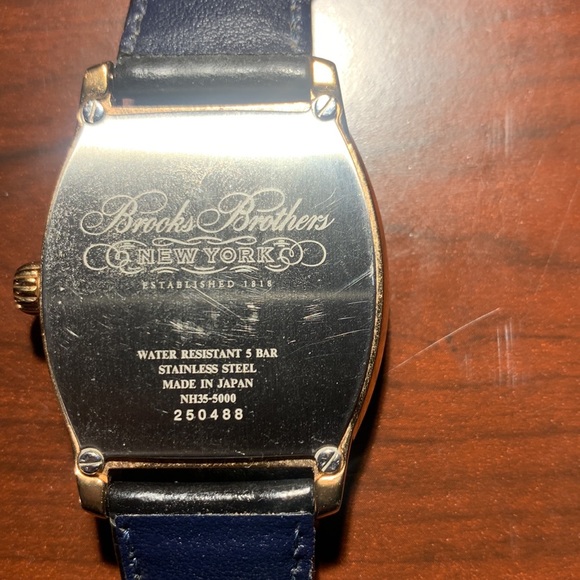 Brooks Brothers
NEW YORK
ESTABLISHED 1818
WATER RESISTANT 5 BAR
STAINLESS STEEL
MADE IN JAPAN
NH35-5000
250488